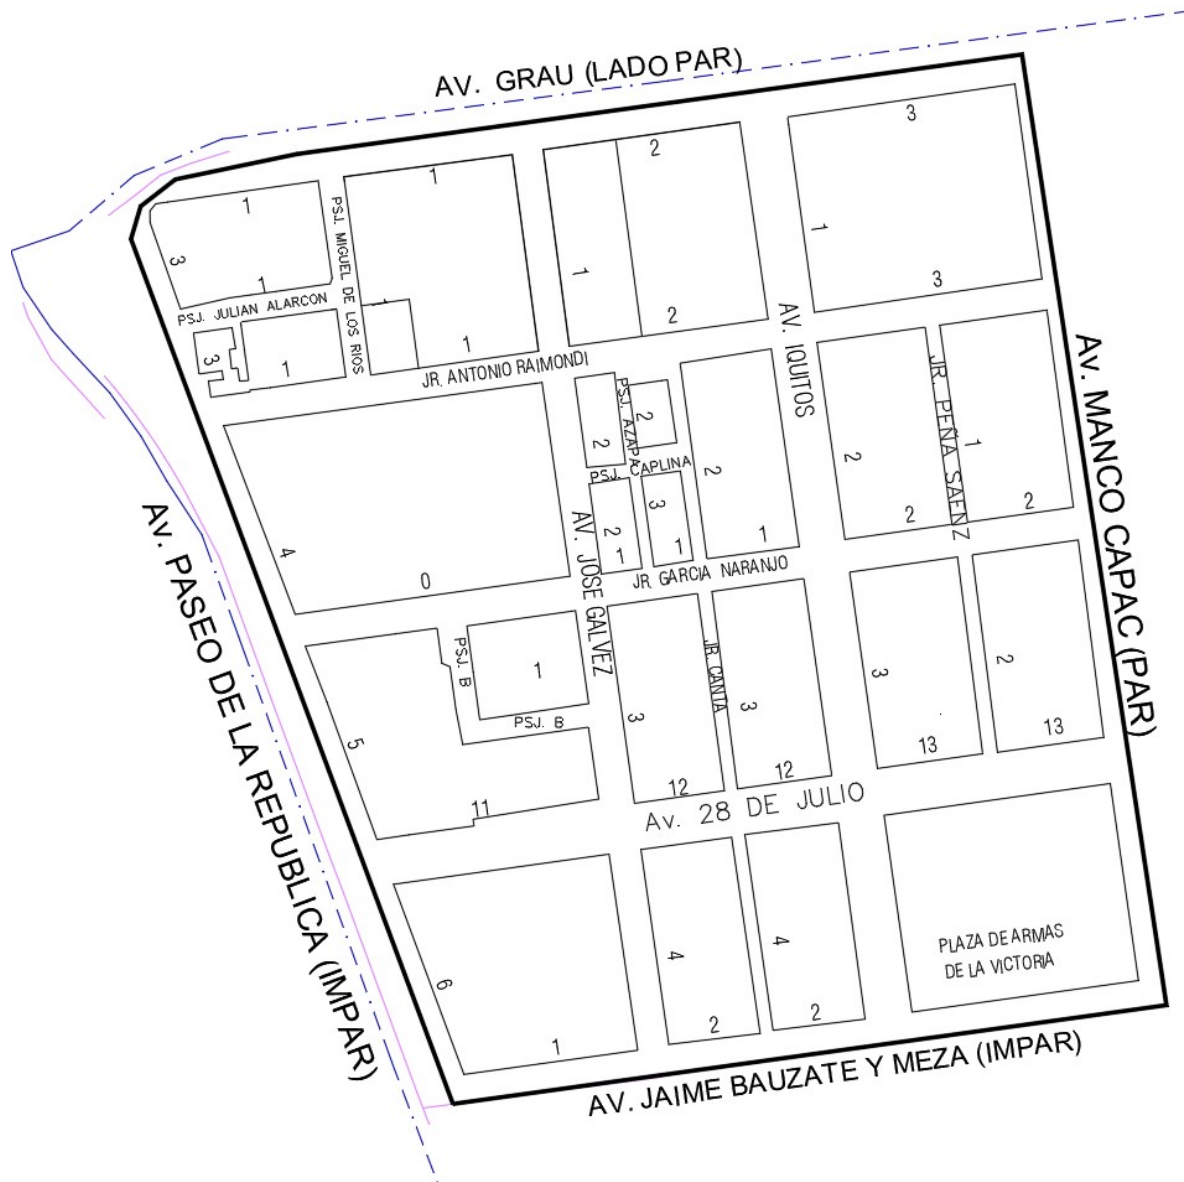 AV. GRAU (LADO PAR)
3
2
1
1
PSJ. MIGUEL DE LOS RIOS
1
3
1
1
3
PSJ. JULIAN ALARCON
1
2
AV. IQUITOS
3
1
1
JR. ANTONIO RAIMONDI
Av. MANCO CAPAC (PAR)
JR. PEÑA SAENZ
PSJ. AZAPA
2
2
1
2
2
PSJ. CAPLINA
3
2
2
2
1
1
1
AV. JOSE GALVEZ
4
0
JR GARCIA NARANJO
Av. PASEO DE LA REPUBLICA (IMPAR)
PSJ. B
1
JR. CANTA
3
2
PSJ. B
3
3
5
13
13
12
12
11
Av. 28 DE JULIO
PLAZA DE ARMAS
DE LA VICTORIA
4
4
6
2
2
1
AV. JAIME BAUZATE Y MEZA (IMPAR)